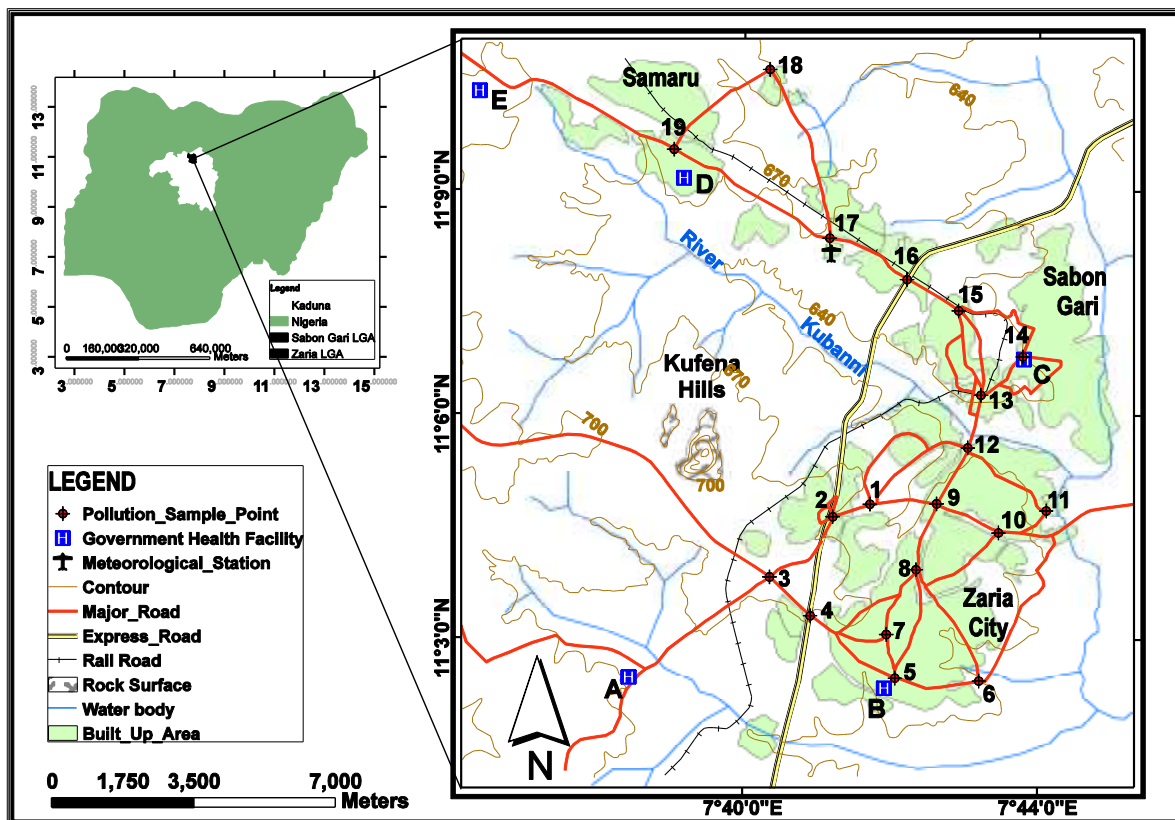 13.000000
11.000000
9.000000
7.000000
5.000000
3.000000
3.000000
5.000000
7.000000
9.000000
11.000000
13.000000
15.000000
Legend
Kaduna
Nigeria
Sabon Gari LGA
Zaria LGA
0 160,000 320,000 640,000
Meters
LEGEND
Pollution_Sample_Point
H Government Health Facility
Meteorological_Station
Contour
Major_Road
Express_Road
Rail Road
Rock Surface
Water body
Built_Up_Area
0 1,750 3,500 7,000
Meters
Samaru
18
640
H
E
19
H
D
670
11°9'0"N
17
River
16
Sabon
Gari
15
640
Kubanni
14
H
C
Kufena
Hills
670
13
11°6'0"N
700
700
12
2
1
9
11
10
3
8
4
Zaria
City
7
11°3'0"N
A
H
5
6
H
B
N
7°40'0"E
7°44'0"E